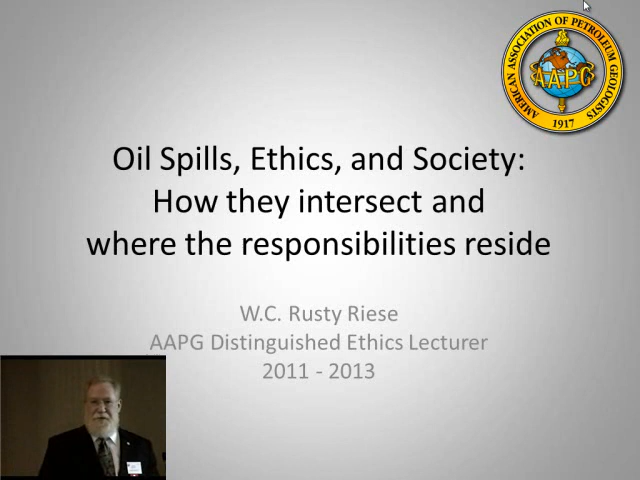 AMERICAN ASSOCIATION OF PETROLEUM GEOLOGISTS
AAPG
1917
Oil Spills, Ethics, and Society:
How they intersect and
where the responsibilities reside
W.C. Rusty Riese
AAPG Distinguished Ethics Lecturer
2011 - 2013